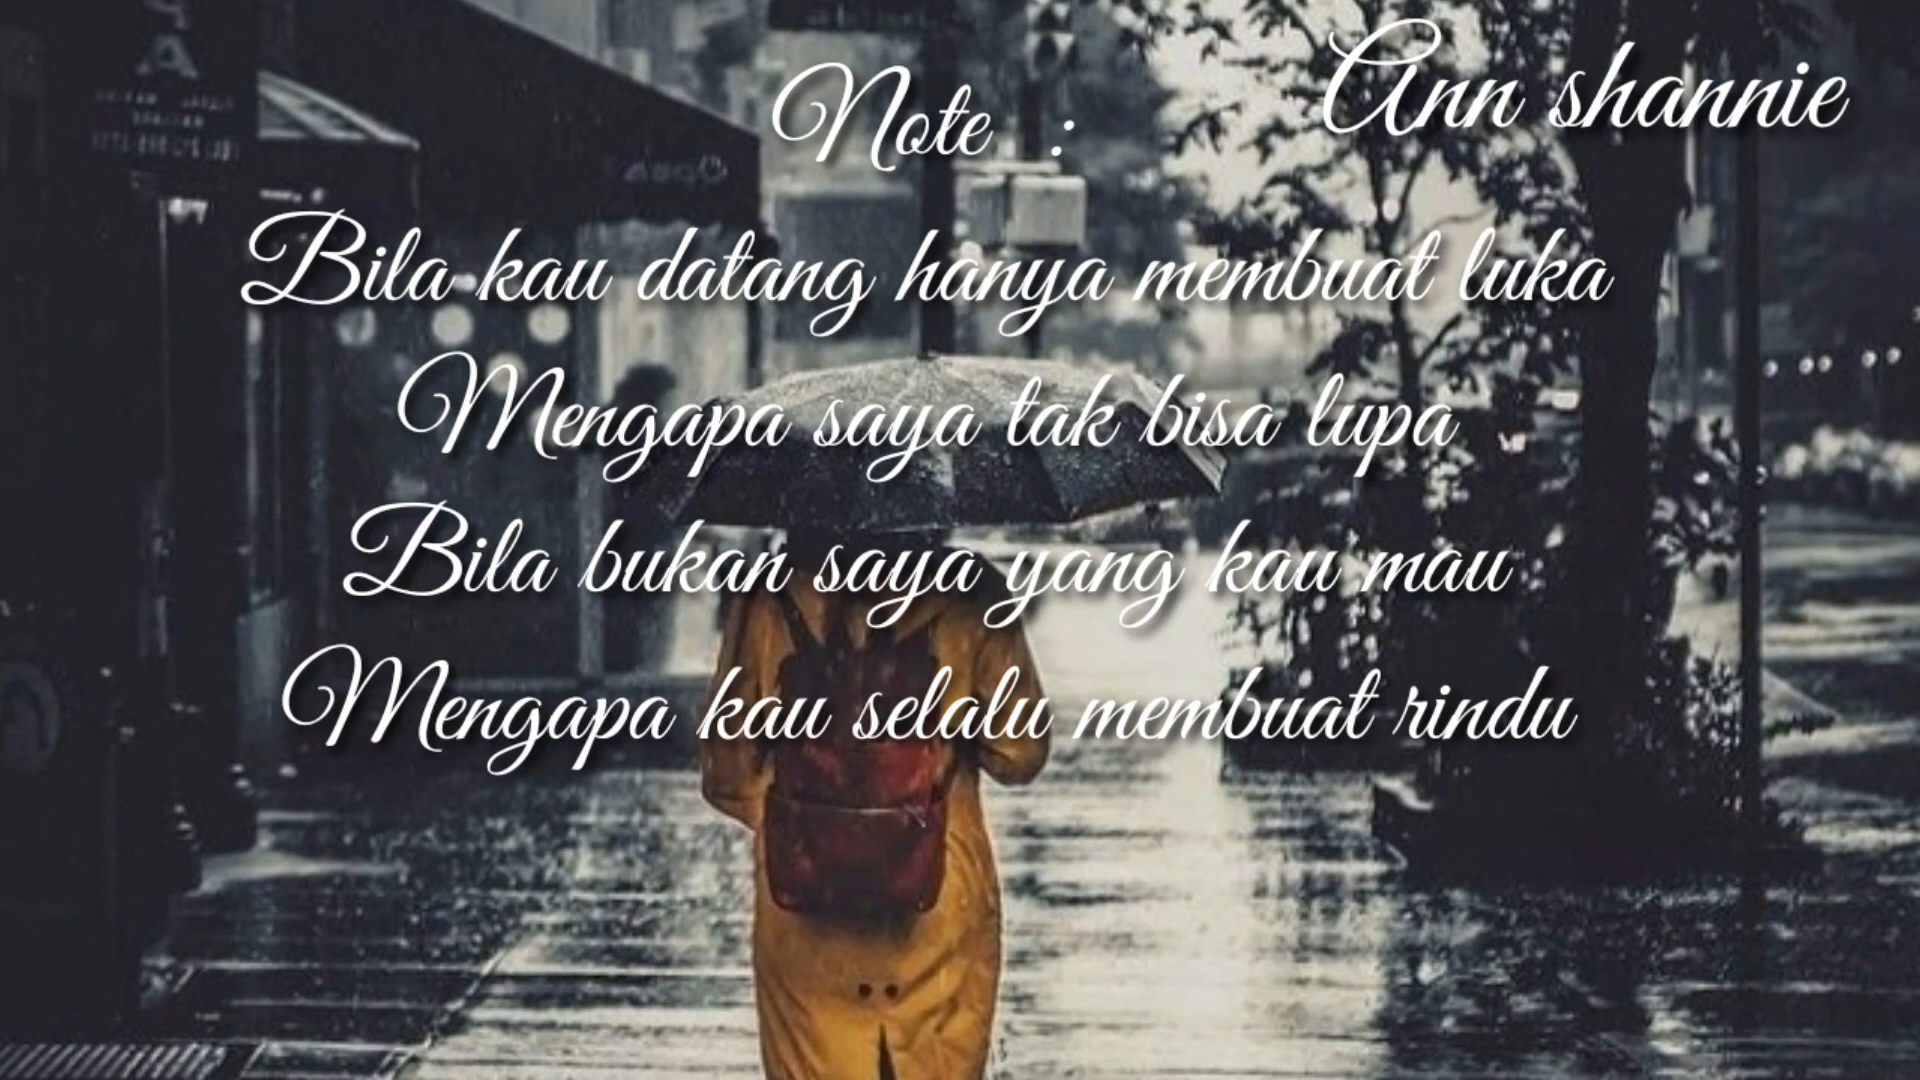 Ann shannie
Note :
Bila kau datang hanya membuat luka
Mengapa saya tak bisa lupa
Bila bukan saya yang kau mau
Mengapa kau selalu membuat rindu